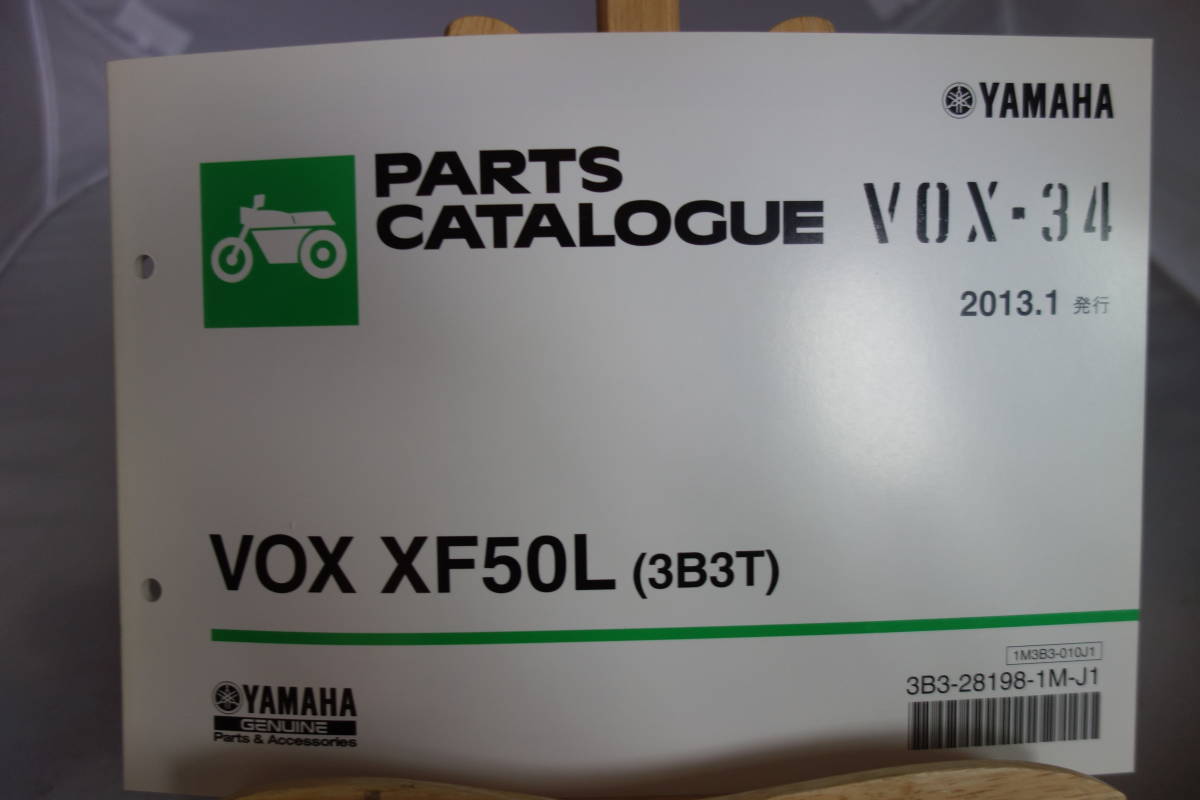 YAMAHA
PARTS
CATALOGUE
VOX-34
2013.1 発行
VOX XF50L (3B3T)
1M3B3-010J1
3B3-28198-1M-J1
YAMAHA
GENUINE
Parts & Accessories